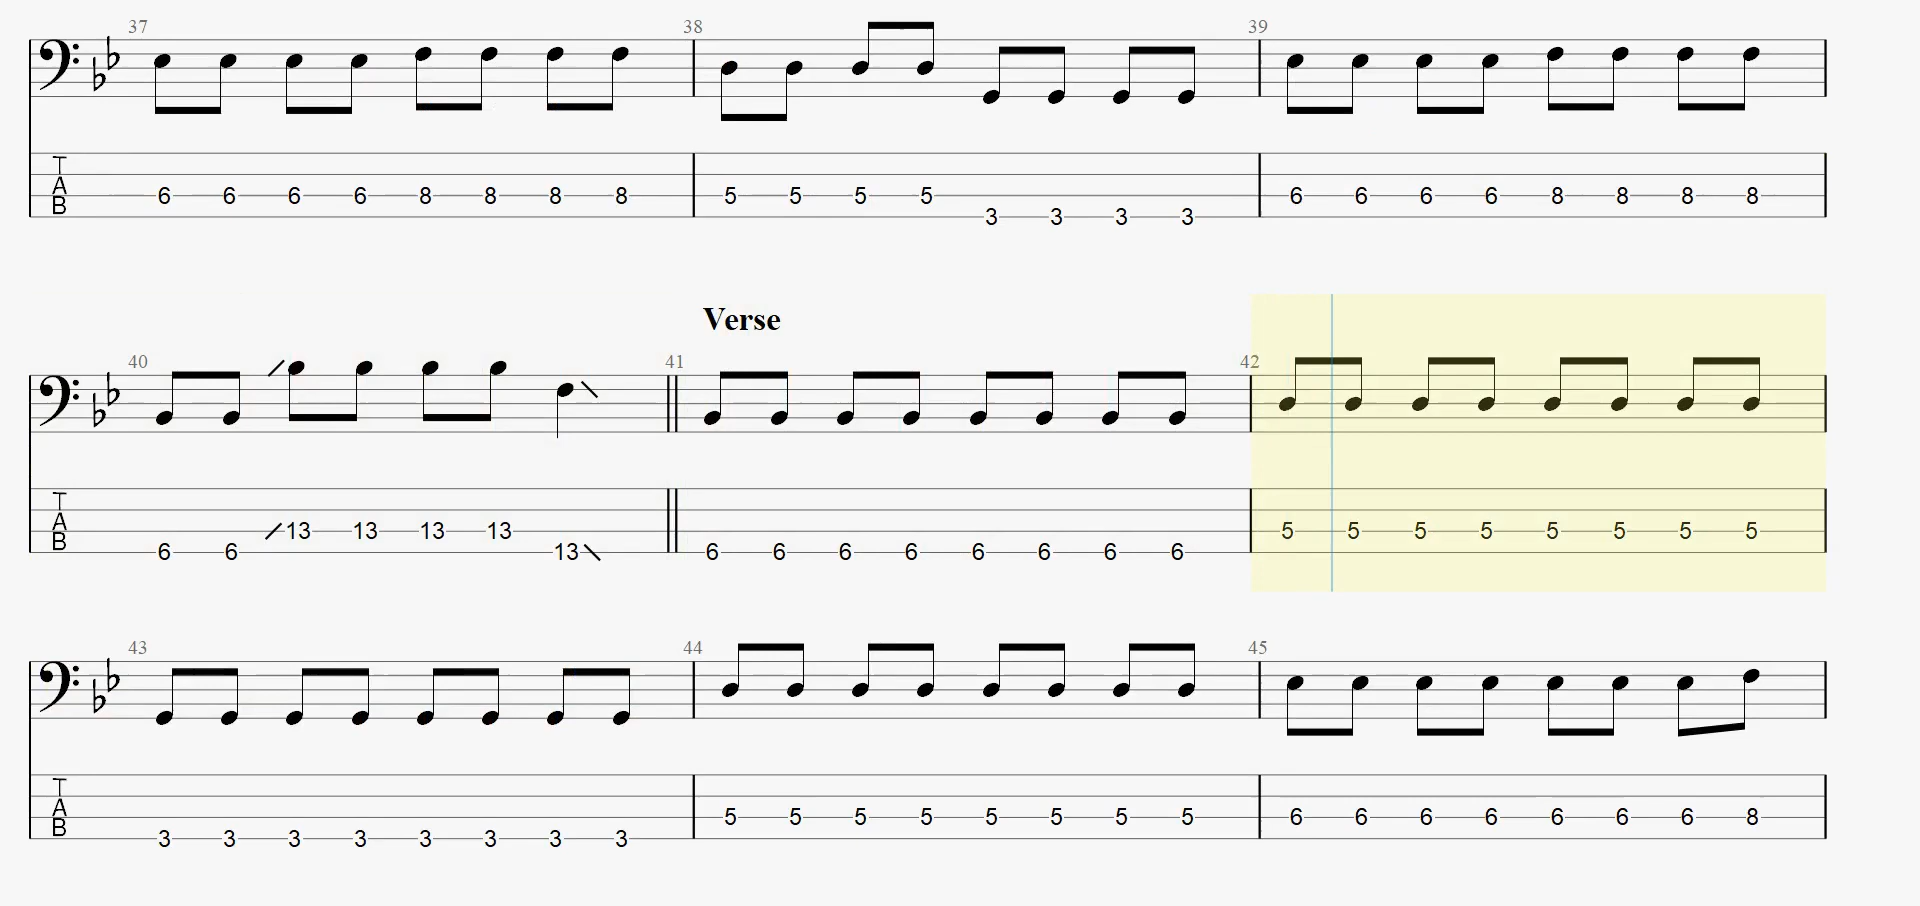 37 38 39
T
A 6 6 6 6 8 8 8 8 5 5 5 5 6 6 6 6 8 8 8 8
B 3 3 3 3
Verse
40 41 42
T
A 13 13 13 13 5 5 5 5 5 5 5 5
B 6 6 13 6 6 6 6 6 6 6 6
43 44 45
T
A 5 5 5 5 5 5 5 5 6 6 6 6 6 6 6 8
B 3 3 3 3 3 3 3 3